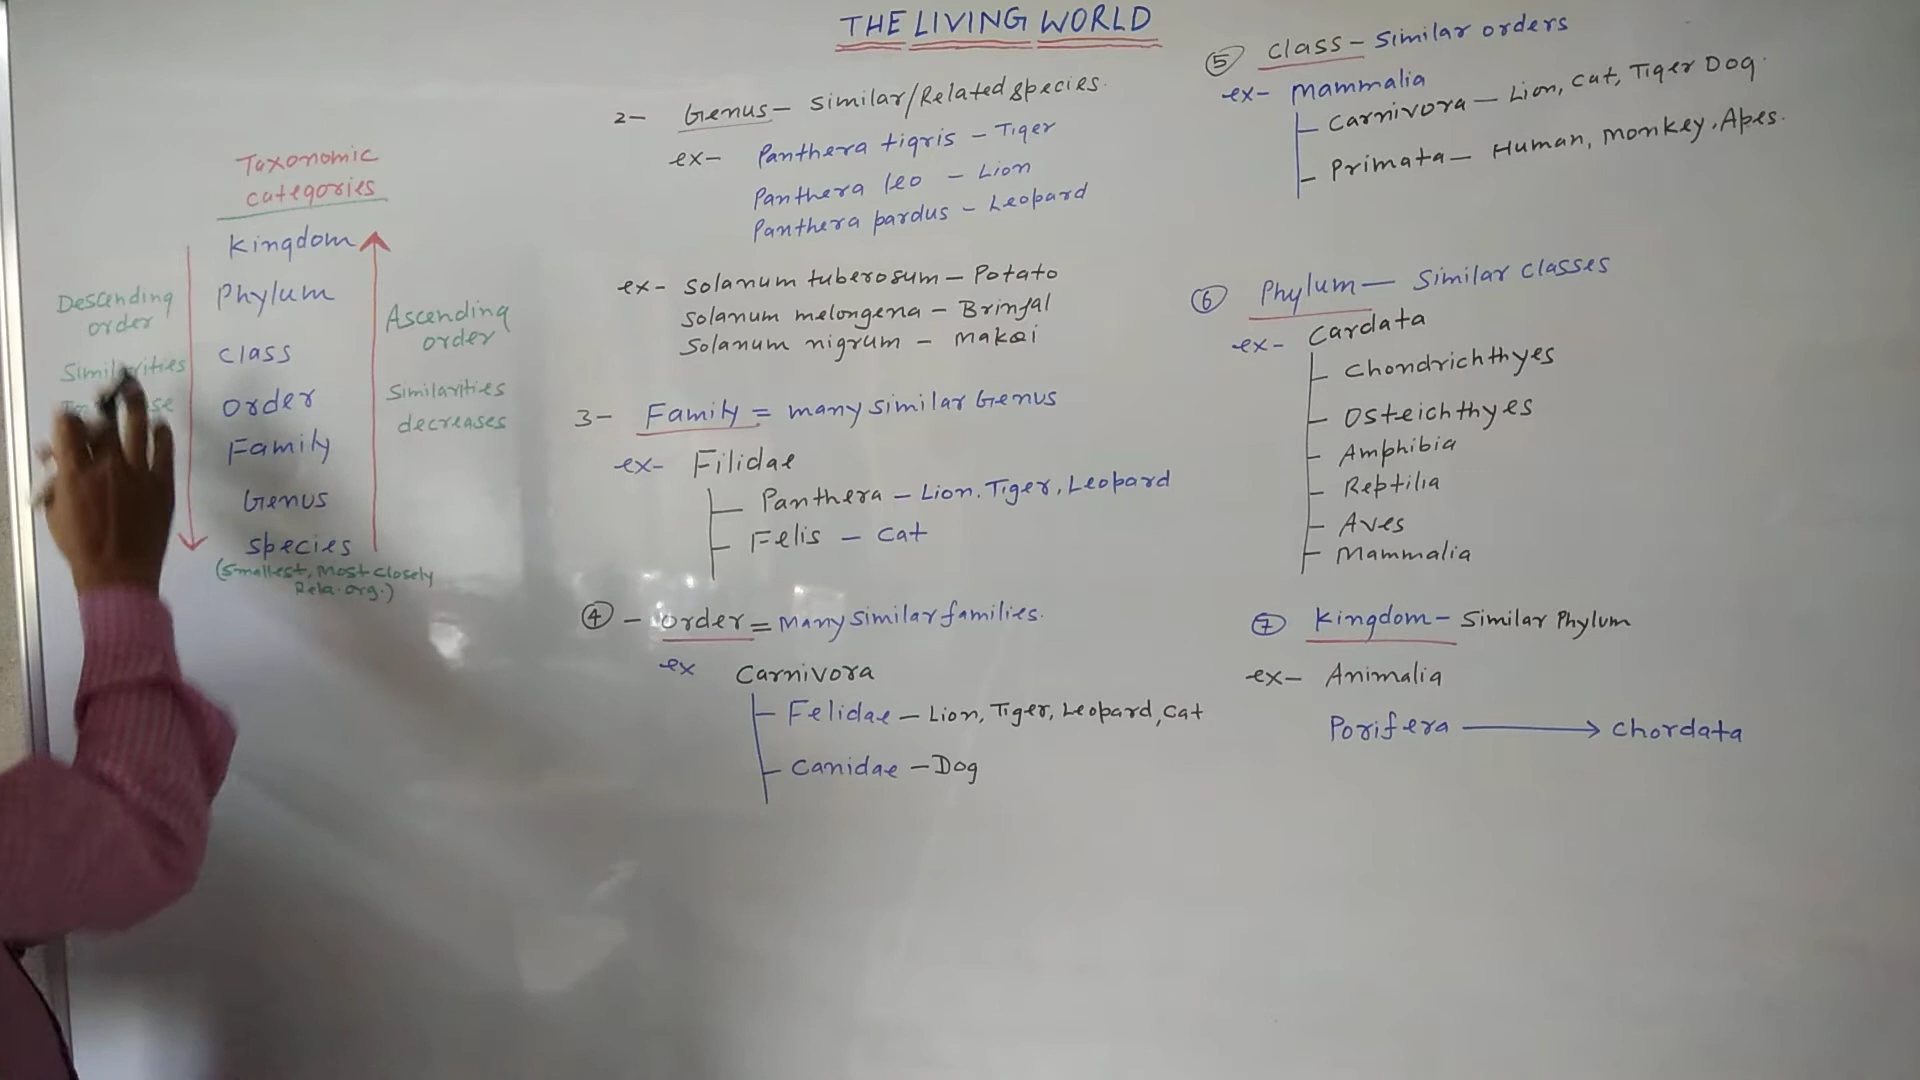 THE LIVING WORLD
Taxonomic
categories
Kingdom
Phylum
Class
order
Family
Genus
species
(smallest, most closely
Rela. org.)
Descending
order
Similarities
Ascending
order
Similarities
decreases
2- Genus - Similar/Related species.
ex- Panthera tigris - Tiger
Panthera leo - Lion
Panthera pardus - Leopard
ex- Solanum tuberosum - Potato
Solanum melongena - Brinjal
Solanum nigrum - makoi
3- Family = many similar Genus
ex- Filidae
Panthera - Lion. Tiger, Leopard
Felis - cat
4 - order = Many similar families.
ex Carnivora
Felidae - Lion, Tiger, Leopard, cat
Canidae - Dog
5 Class - Similar orders
ex- Mammalia
Carnivora - Lion, cat, Tiger Dog.
Primata - Human, monkey, Apes.
6 Phylum - Similar classes
ex- Cardata
Chondrichthyes
Osteichthyes
Amphibia
Reptilia
Aves
Mammalia
7 Kingdom - Similar Phylum
ex- Animalia
Porifera → Chordata